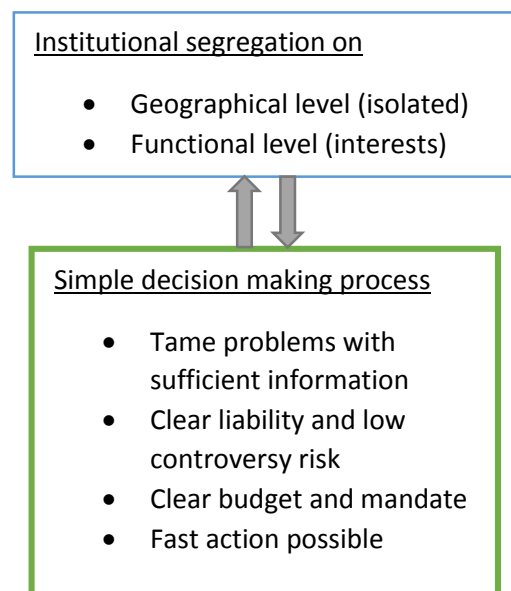 Institutional segregation on
• Geographical level (isolated)
• Functional level (interests)
Simple decision making process
• Tame problems with
sufficient information
• Clear liability and low
controversy risk
• Clear budget and mandate
• Fast action possible